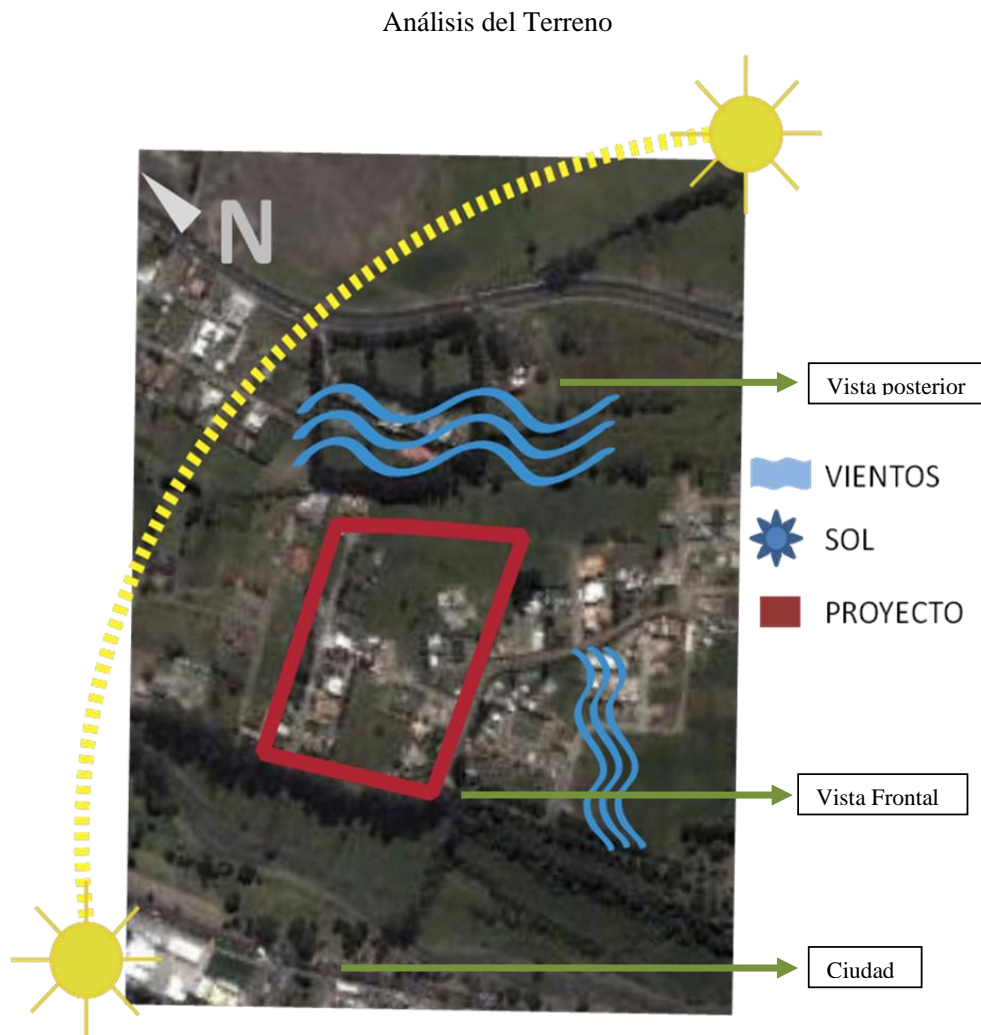 Análisis del Terreno
N
Vista posterior
VIENTOS
SOL
PROYECTO
Vista Frontal
Ciudad